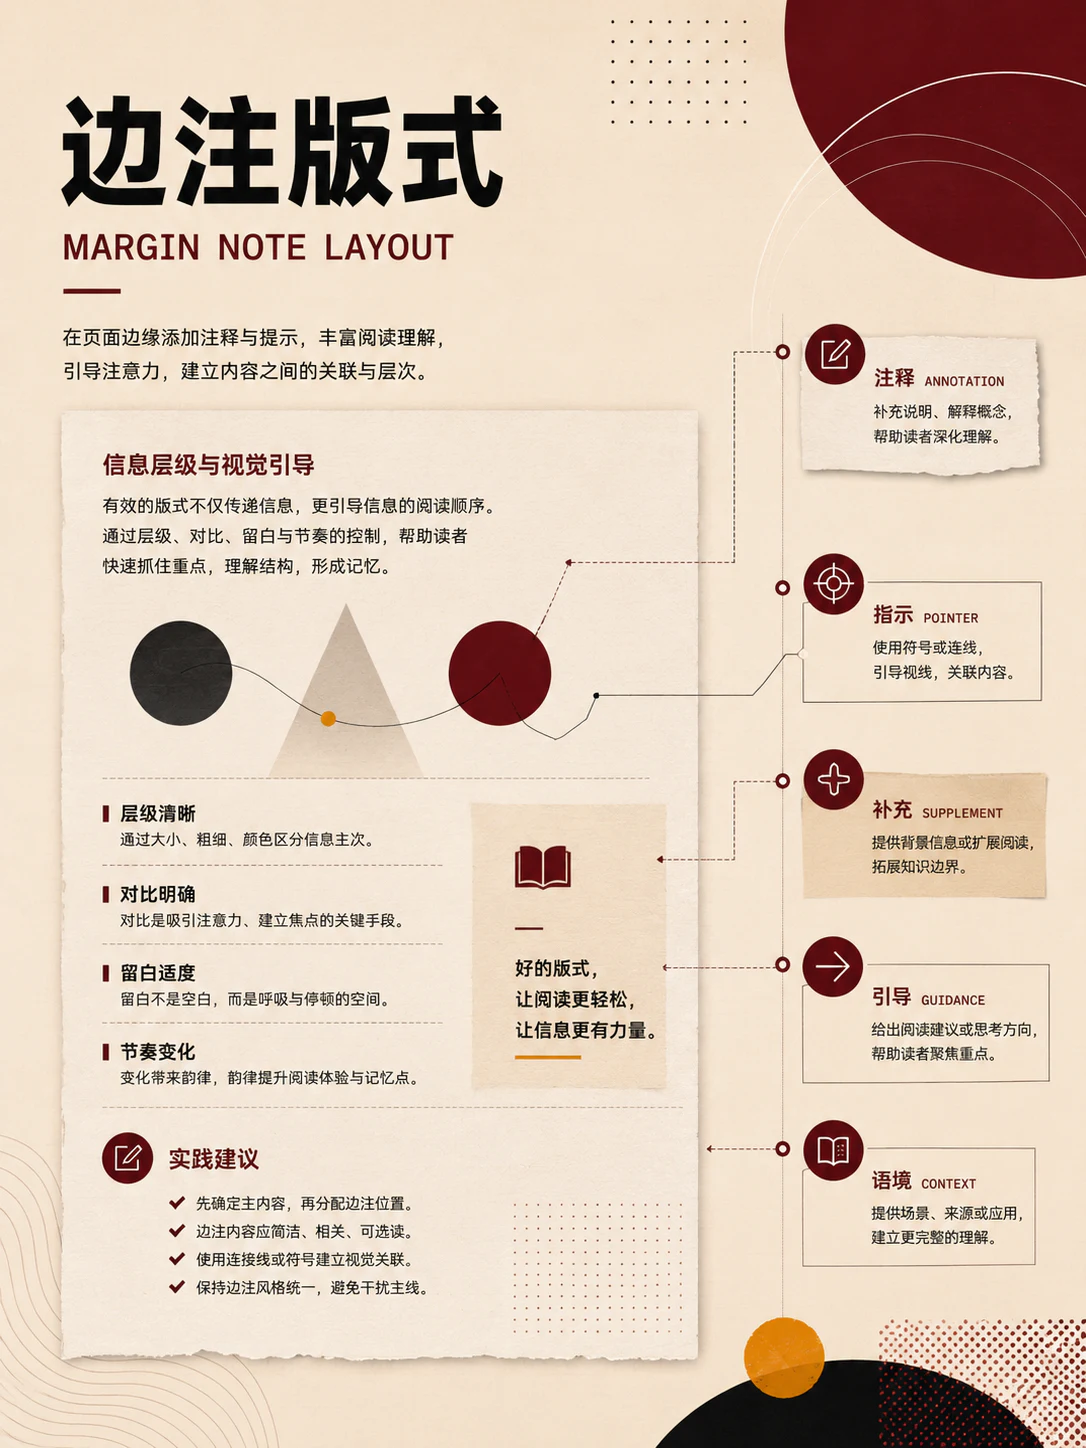 边注版式
MARGIN NOTE LAYOUT
在页面边缘添加注释与提示，丰富阅读理解，
引导注意力，建立内容之间的关联与层次。
信息层级与视觉引导
有效的版式不仅传递信息，更引导信息的阅读顺序。
通过层级、对比、留白与节奏的控制，帮助读者
快速抓住重点，理解结构，形成记忆。
层级清晰
通过大小、粗细、颜色区分信息主次。
对比明确
对比是吸引注意力、建立焦点的关键手段。
留白适度
留白不是空白，而是呼吸与停顿的空间。
节奏变化
变化带来韵律，韵律提升阅读体验与记忆点。
好的版式，
让阅读更轻松，
让信息更有力量。
实践建议
先确定主内容，再分配边注位置。
边注内容应简洁、相关、可选读。
使用连接线或符号建立视觉关联。
保持边注风格统一，避免干扰主线。
注释 ANNOTATION
补充说明、解释概念，
帮助读者深化理解。
指示 POINTER
使用符号或连线，
引导视线，关联内容。
补充 SUPPLEMENT
提供背景信息或扩展阅读，
拓展知识边界。
引导 GUIDANCE
给出阅读建议或思考方向，
帮助读者聚焦重点。
语境 CONTEXT
提供场景、来源或应用，
建立更完整的理解。